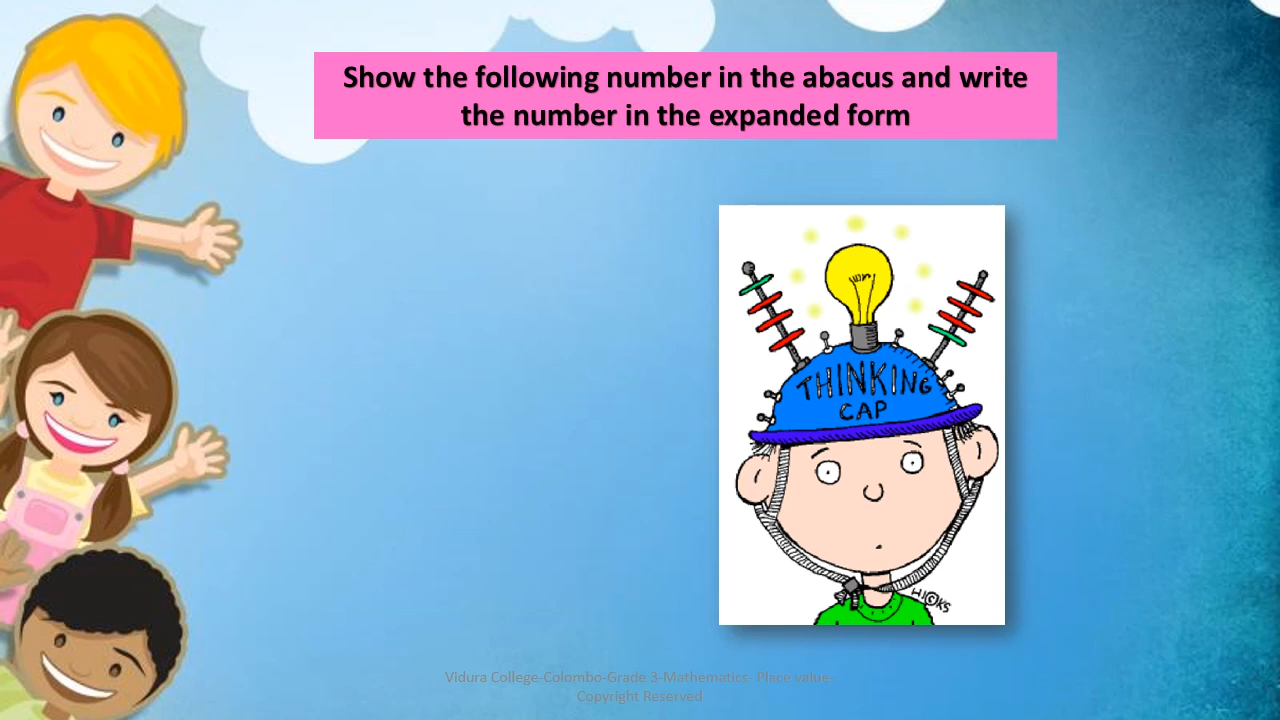 Show the following number in the abacus and write
the number in the expanded form
THINKING
CAP
HICKS
Vidura College-Colombo-Grade 3-Mathematics- Place value-
Copyright Reserved